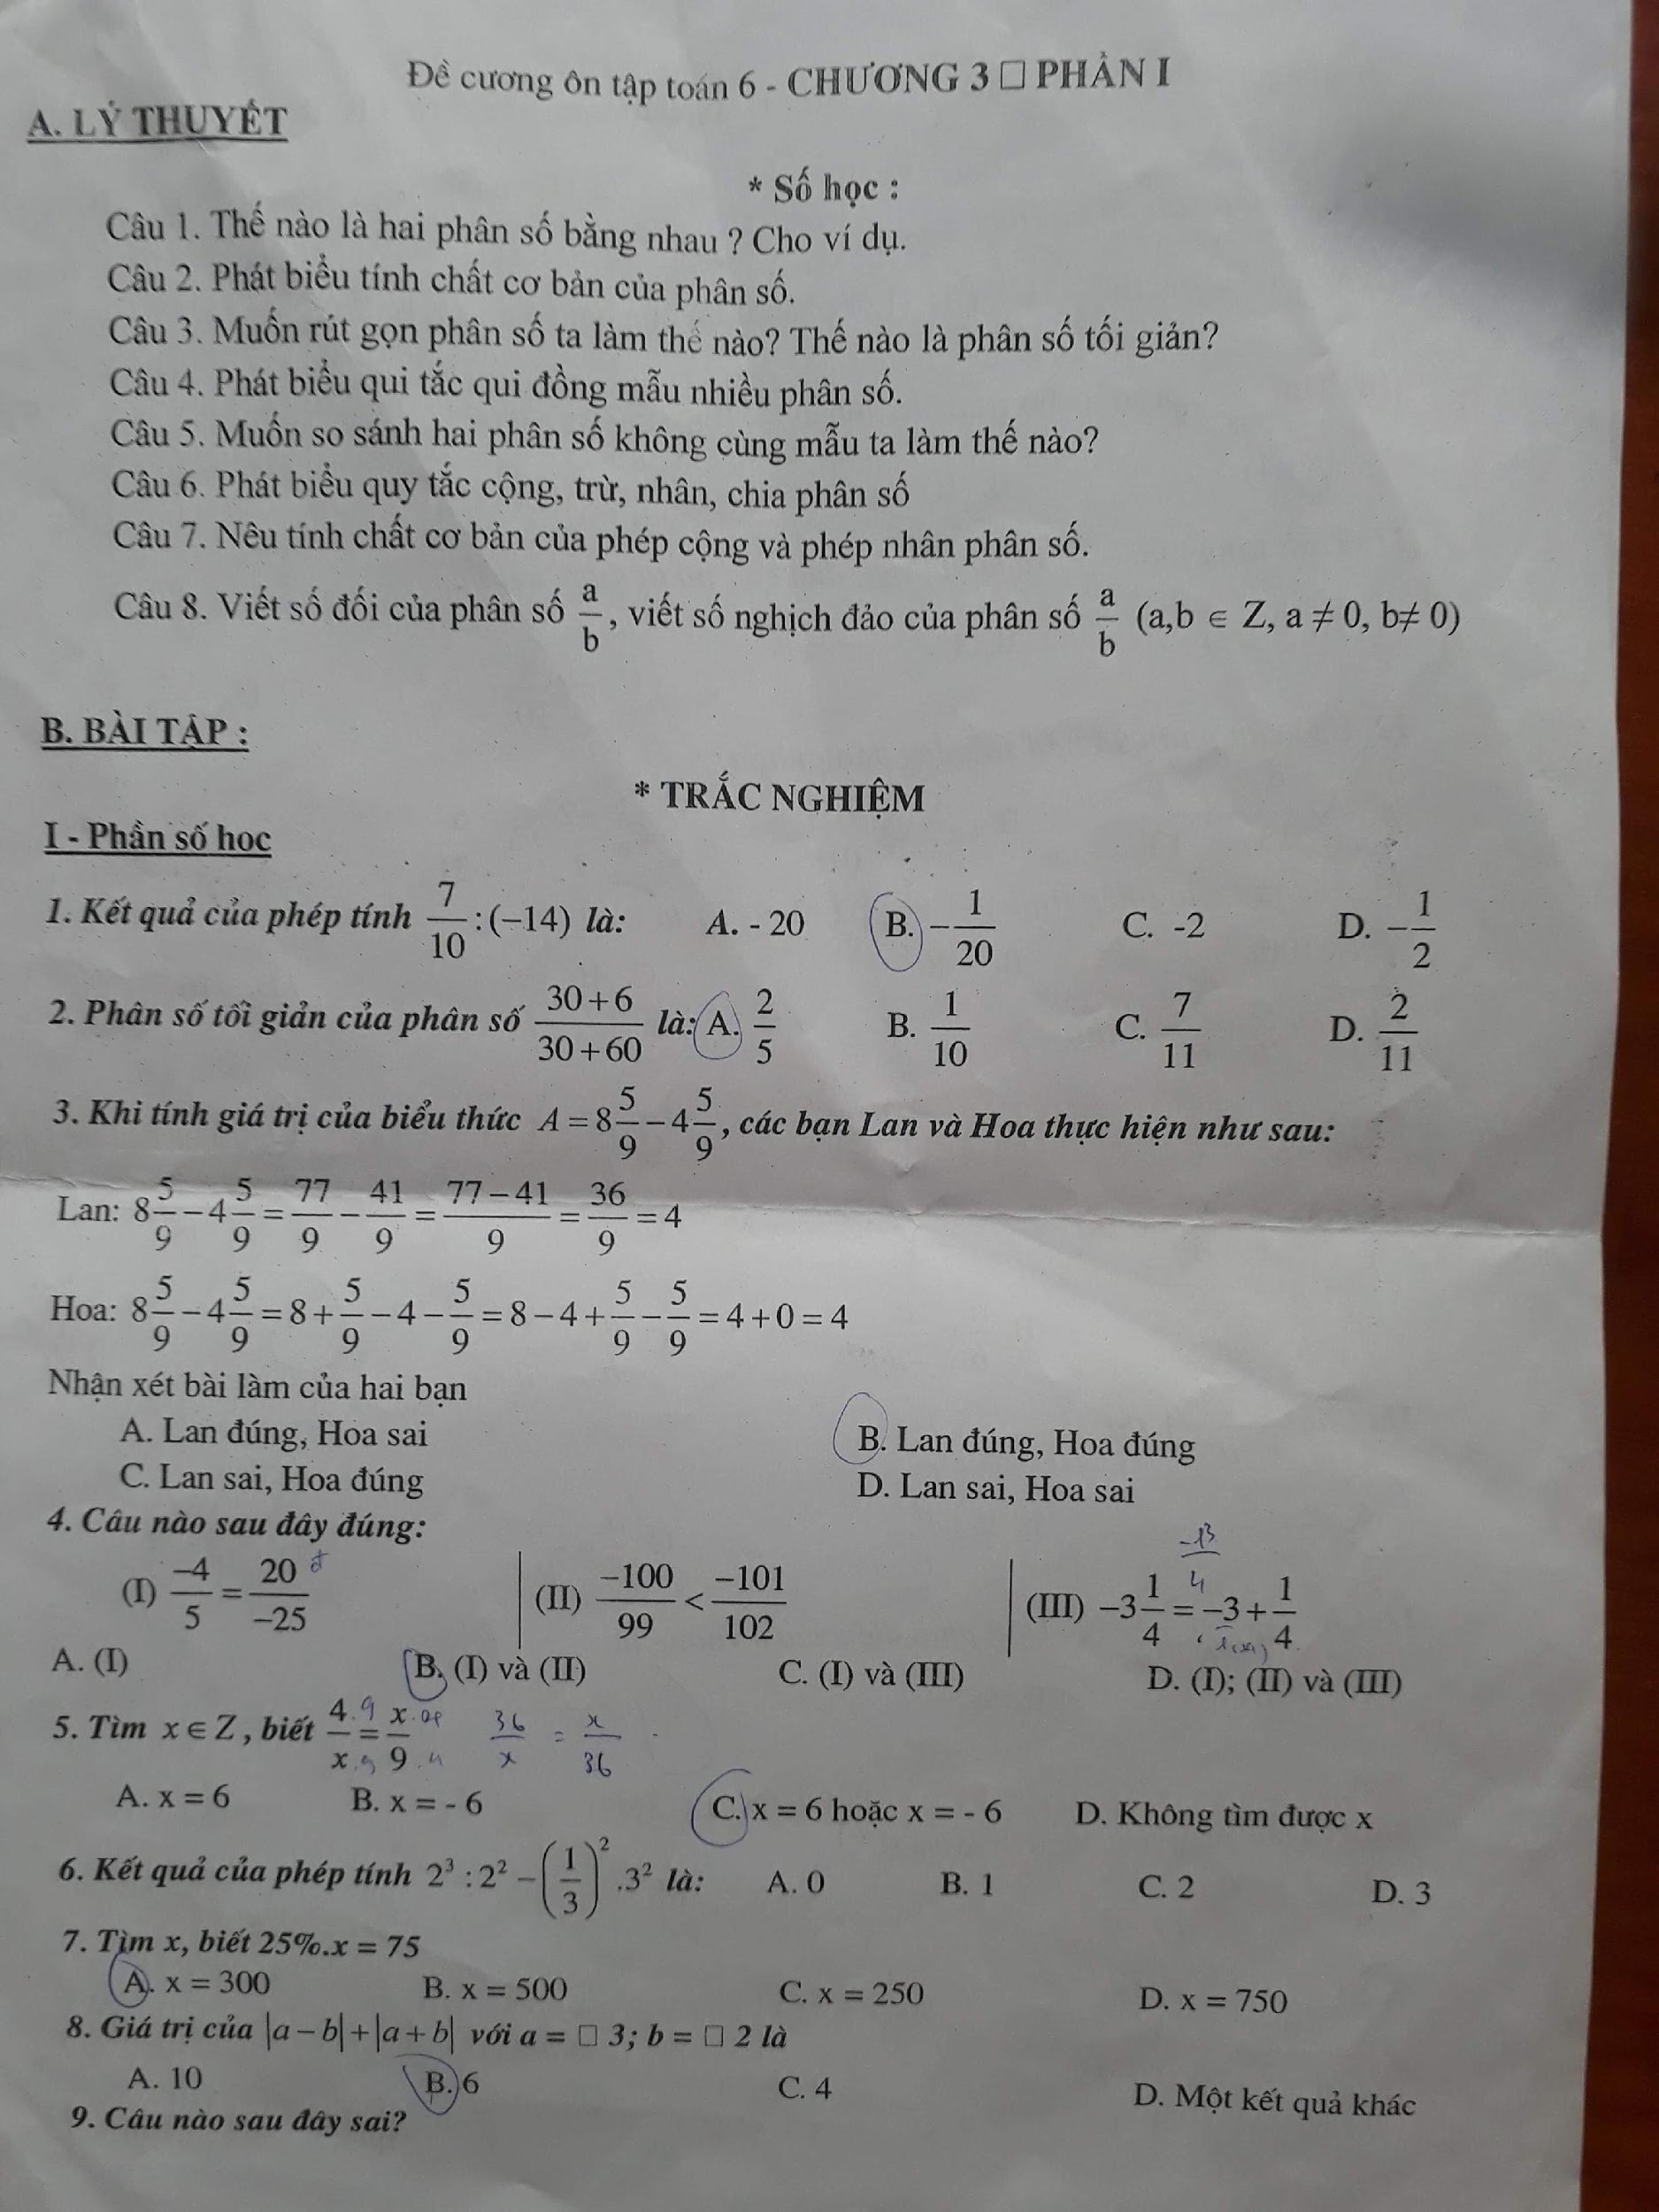 Đề cương ôn tập toán 6 - CHƯƠNG 3 □ PHẦN I
A. LÝ THUYẾT
* Số học :
Câu 1. Thế nào là hai phân số bằng nhau ? Cho ví dụ.
Câu 2. Phát biểu tính chất cơ bản của phân số.
Câu 3. Muốn rút gọn phân số ta làm thế nào? Thế nào là phân số tối giản?
Câu 4. Phát biểu qui tắc qui đồng mẫu nhiều phân số.
Câu 5. Muốn so sánh hai phân số không cùng mẫu ta làm thế nào?
Câu 6. Phát biểu quy tắc cộng, trừ, nhân, chia phân số
Câu 7. Nêu tính chất cơ bản của phép cộng và phép nhân phân số.
Câu 8. Viết số đối của phân số a/b, viết số nghịch đảo của phân số a/b (a,b ∈ Z, a ≠ 0, b≠ 0)
B. BÀI TẬP :
* TRẮC NGHIỆM
I - Phần số học
1. Kết quả của phép tính 7/10 : (−14) là: A. - 20 B. −1/20 C. -2 D. −1/2
2. Phân số tối giản của phân số (30+6)/(30+60) là: A. 2/5 B. 1/10 C. 7/11 D. 2/11
3. Khi tính giá trị của biểu thức A = 8 5/9 − 4 5/9, các bạn Lan và Hoa thực hiện như sau:
Lan: 8 5/9 − 4 5/9 = 77/9 − 41/9 = (77−41)/9 = 36/9 = 4
Hoa: 8 5/9 − 4 5/9 = 8 + 5/9 − 4 − 5/9 = 8 − 4 + 5/9 − 5/9 = 4 + 0 = 4
Nhận xét bài làm của hai bạn
A. Lan đúng, Hoa sai B. Lan đúng, Hoa đúng
C. Lan sai, Hoa đúng D. Lan sai, Hoa sai
4. Câu nào sau đây đúng:
-13/4
(I) −4/5 = 20/−25 (II) −100/99 < −101/102 (III) −3 1/4 = −3 + 1/4
A. (I) B. (I) và (II) C. (I) và (III) D. (I); (II) và (III)
5. Tìm x ∈ Z , biết 4/x = x/9 36/x = x/36
A. x = 6 B. x = - 6 C. x = 6 hoặc x = - 6 D. Không tìm được x
6. Kết quả của phép tính 2³ : 2² − (1/3)² .3² là: A. 0 B. 1 C. 2 D. 3
7. Tìm x, biết 25%.x = 75
A. x = 300 B. x = 500 C. x = 250 D. x = 750
8. Giá trị của |a − b| + |a + b| với a = □ 3; b = □ 2 là
A. 10 B. 6 C. 4 D. Một kết quả khác
9. Câu nào sau đây sai?